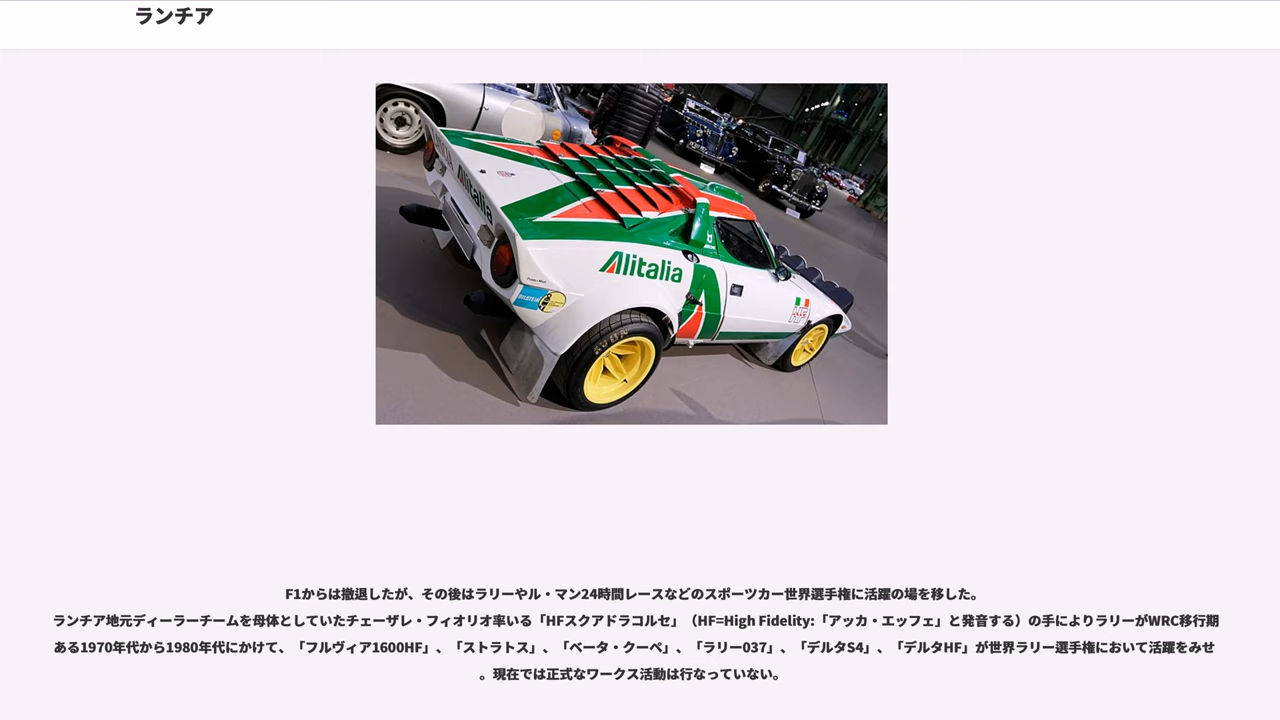 ランチア
Alitalia
Alitalia
BILSTEIN
HF
F1からは撤退したが、その後はラリーやル・マン24時間レースなどのスポーツカー世界選手権に活躍の場を移した。
ランチア地元ディーラーチームを母体としていたチェーザレ・フィオリオ率いる「HFスクアドラコルセ」（HF=High Fidelity:「アッカ・エッフェ」と発音する）の手によりラリーがWRC移行期
ある1970年代から1980年代にかけて、「フルヴィア1600HF」、「ストラトス」、「ベータ・クーペ」、「ラリー037」、「デルタS4」、「デルタHF」が世界ラリー選手権において活躍をみせ
。現在では正式なワークス活動は行なっていない。